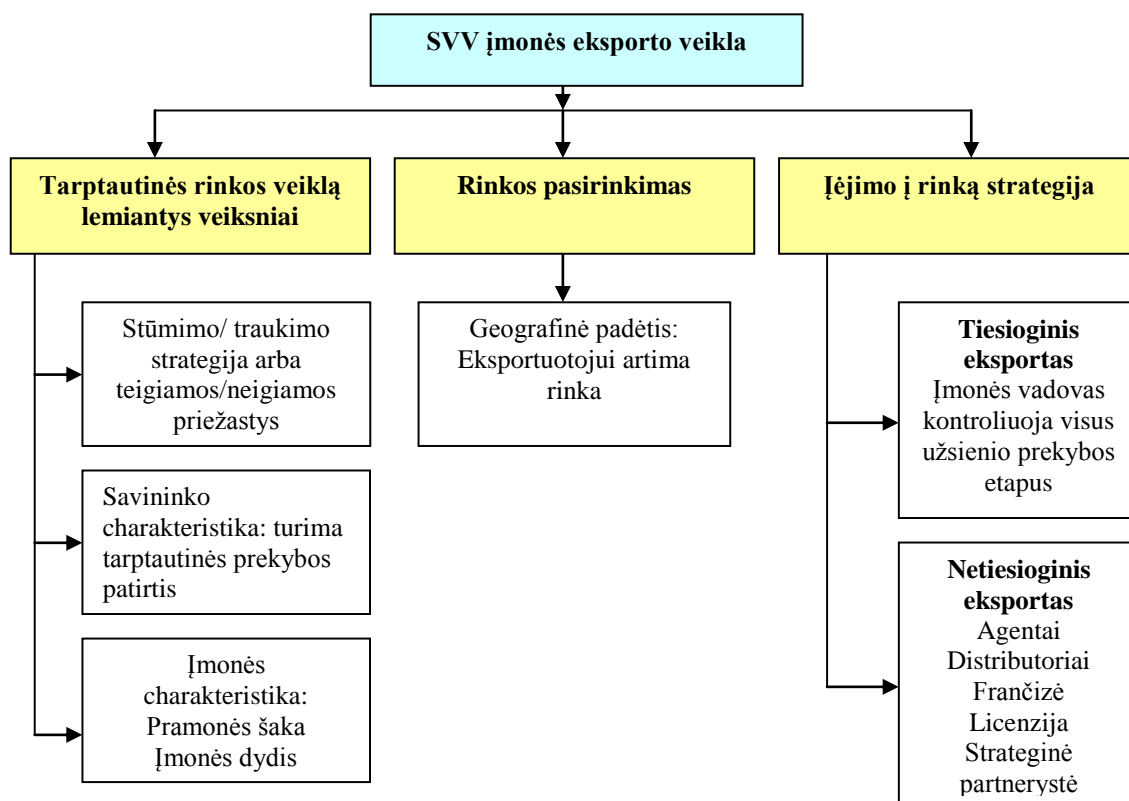 SVV įmonės eksporto veikla
Tarptautinės rinkos veiklą
lemiantys veiksniai
Rinkos pasirinkimas
Įėjimo į rinką strategija
Stūmimo/ traukimo
strategija arba
teigiamos/neigiamos
priežastys
Savininko
charakteristika: turima
tarptautinės prekybos
patirtis
Įmonės
charakteristika:
Pramonės šaka
Įmonės dydis
Geografinė padėtis:
Eksportuotojui artima
rinka
Tiesioginis
eksportas
Įmonės vadovas
kontroliuoja visus
užsienio prekybos
etapus
Netiesioginis
eksportas
Agentai
Distributoriai
Frančizė
Licenzija
Strateginė
partnerystė